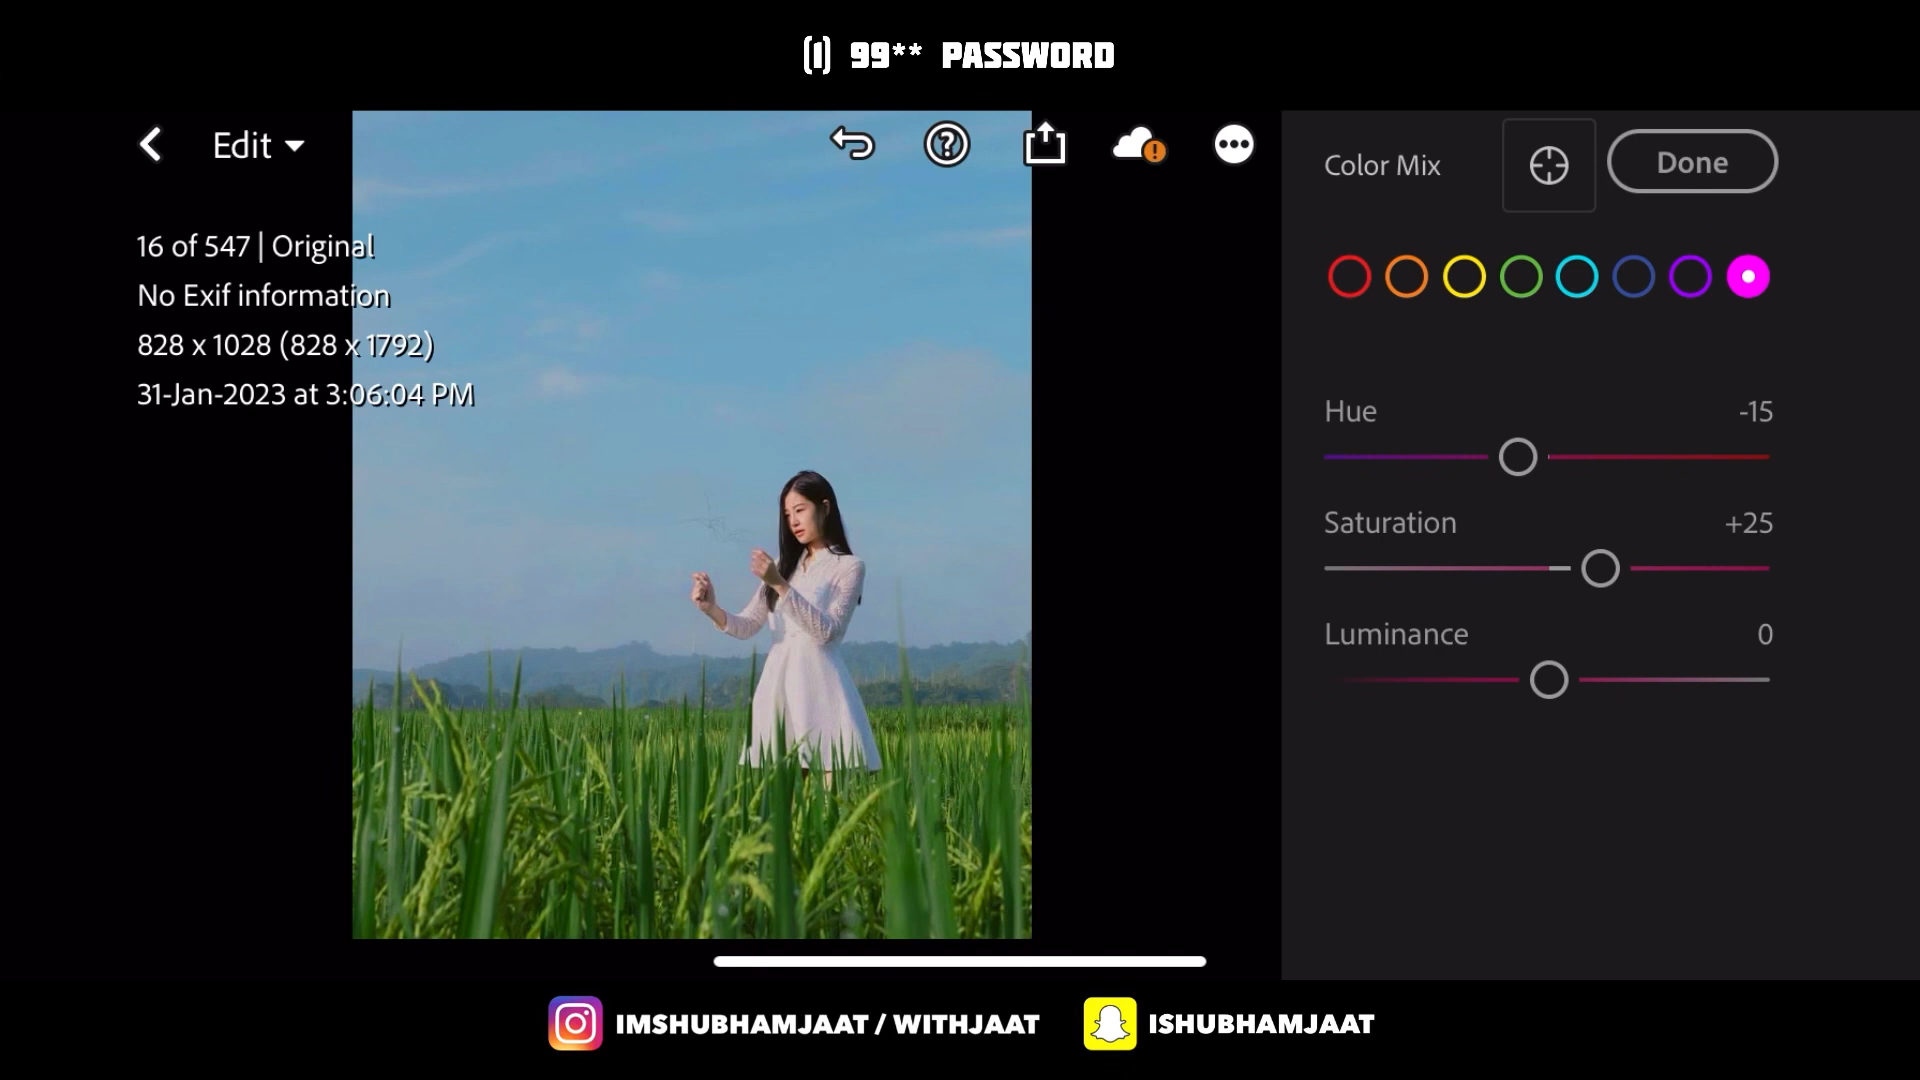 (1) 99** PASSWORD
Edit
Color Mix
Done
16 of 547 | Original
No Exif information
828 x 1028 (828 x 1792)
31-Jan-2023 at 3:06:04 PM
Hue -15
Saturation +25
Luminance 0
IMSHUBHAMJAAT / WITHJAAT ISHUBHAMJAAT